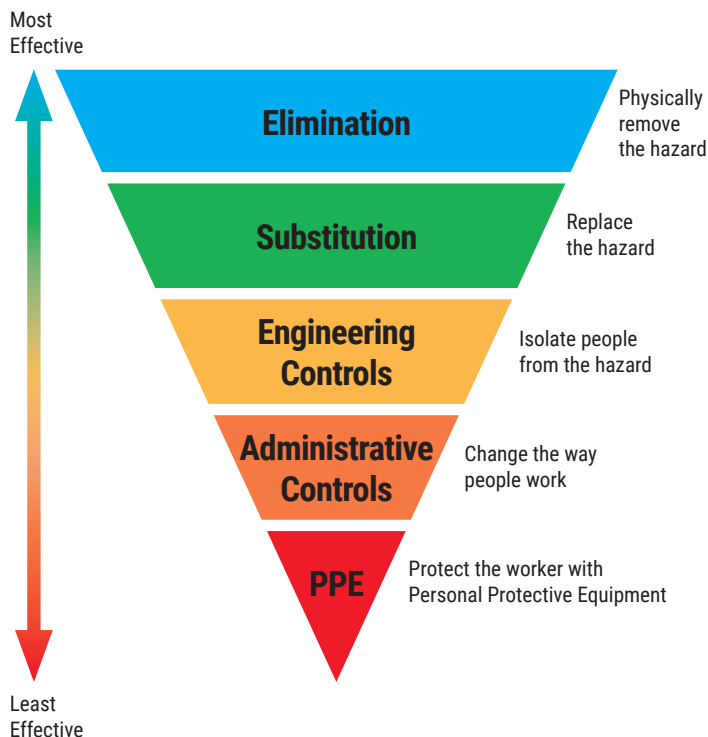 Most
Effective
Elimination
Physically
remove
the hazard
Substitution
Replace
the hazard
Engineering
Controls
Isolate people
from the hazard
Administrative
Controls
Change the way
people work
PPE
Protect the worker with
Personal Protective Equipment
Least
Effective